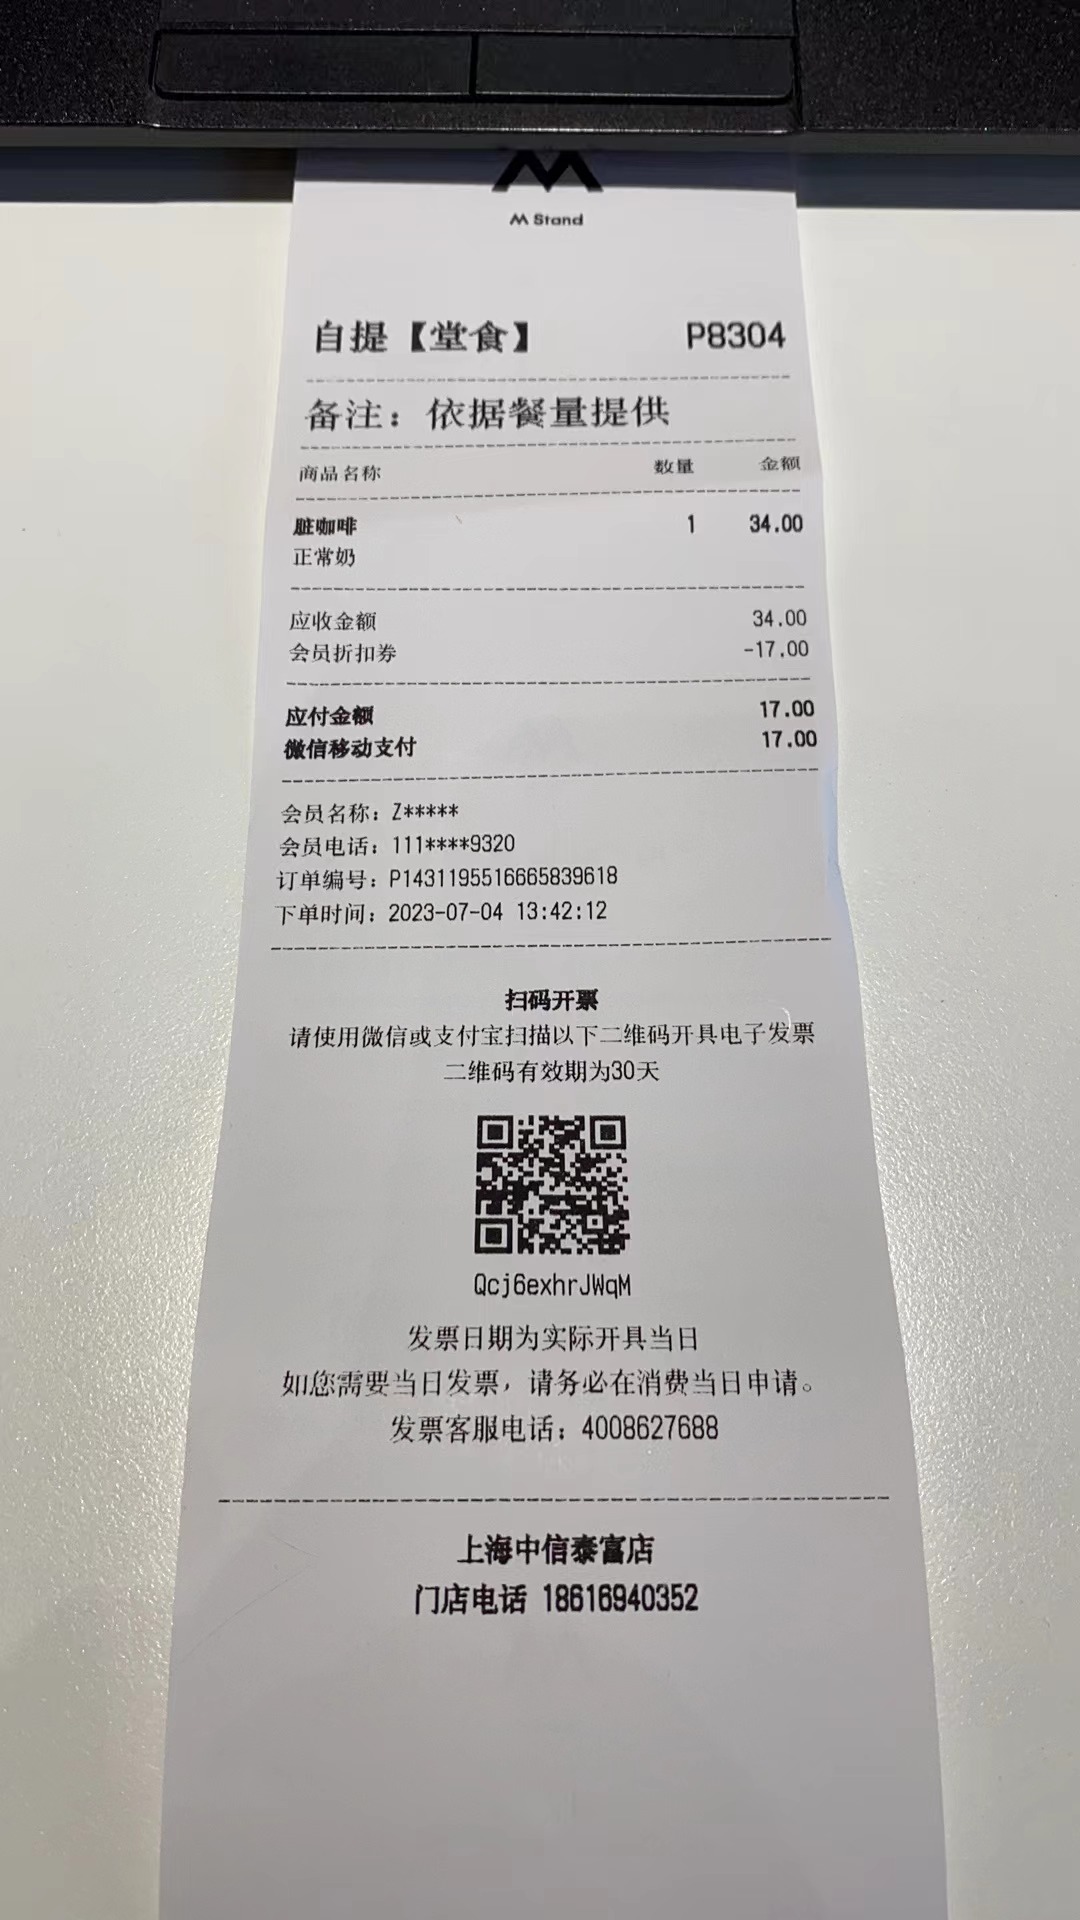 M Stand
自提【堂食】 P8304
备注：依据餐量提供
商品名称 数量 金额
脏咖啡 1 34.00
正常奶
应收金额 34.00
会员折扣券 -17.00
应付金额 17.00
微信移动支付 17.00
会员名称：Z*****
会员电话：111****9320
订单编号：P1431195516665839618
下单时间：2023-07-04 13:42:12
扫码开票
请使用微信或支付宝扫描以下二维码开具电子发票
二维码有效期为30天
Qcj6exhrJWqM
发票日期为实际开具当日
如您需要当日发票，请务必在消费当日申请。
发票客服电话：4008627688
上海中信泰富店
门店电话 18616940352